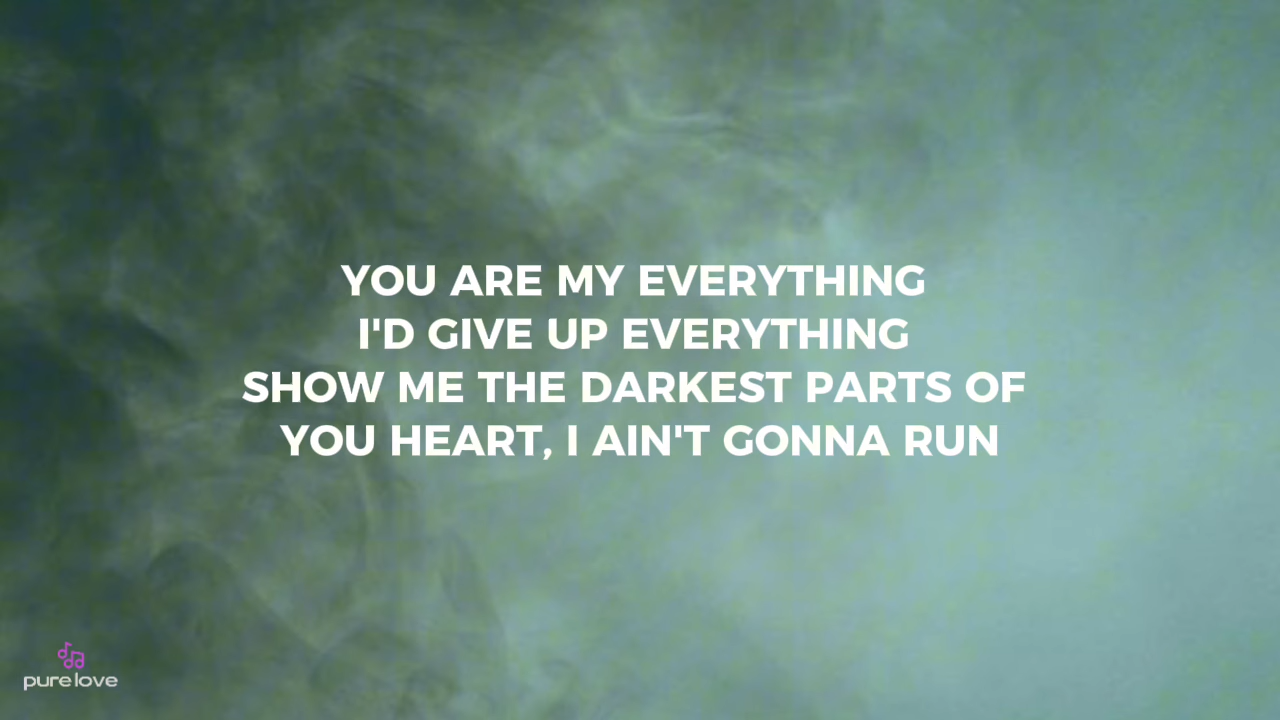 YOU ARE MY EVERYTHING
I'D GIVE UP EVERYTHING
SHOW ME THE DARKEST PARTS OF
YOU HEART, I AIN'T GONNA RUN
pure love